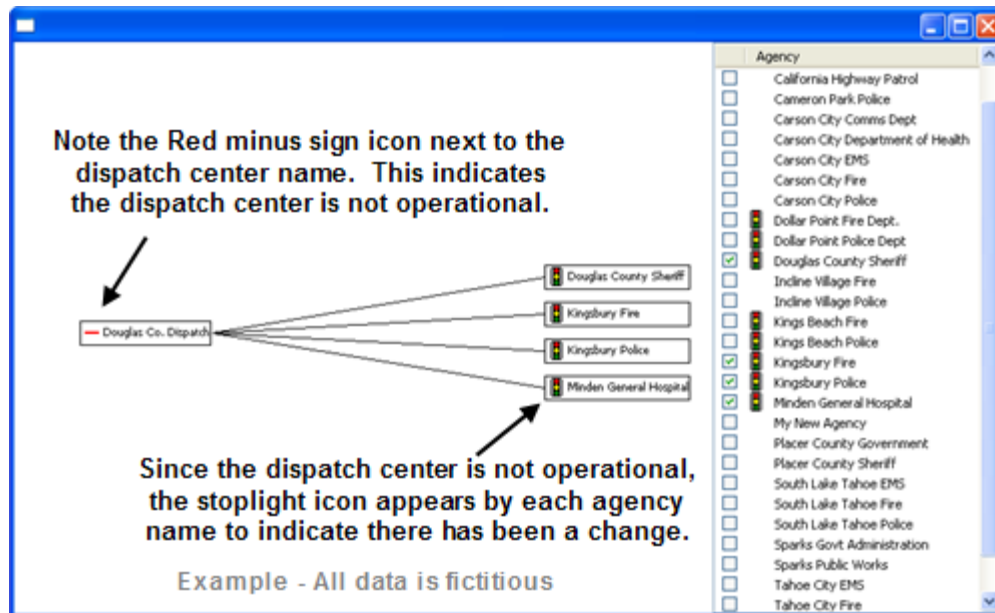 Note the Red minus sign icon next to the
dispatch center name. This indicates
the dispatch center is not operational.
Douglas Co. Dispatch
Douglas County Sheriff
Kingsbury Fire
Kingsbury Police
Minden General Hospital
Since the dispatch center is not operational,
the stoplight icon appears by each agency
name to indicate there has been a change.
Example - All data is fictitious
Agency
California Highway Patrol
Cameron Park Police
Carson City Comms Dept
Carson City Department of Health
Carson City EMS
Carson City Fire
Carson City Police
Dollar Point Fire Dept.
Dollar Point Police Dept
Douglas County Sheriff
Incline Village Fire
Incline Village Police
Kings Beach Fire
Kings Beach Police
Kingsbury Fire
Kingsbury Police
Minden General Hospital
My New Agency
Placer County Government
Placer County Sheriff
South Lake Tahoe EMS
South Lake Tahoe Fire
South Lake Tahoe Police
Sparks Govt Administration
Sparks Public Works
Tahoe City EMS
Tahoe City Fire